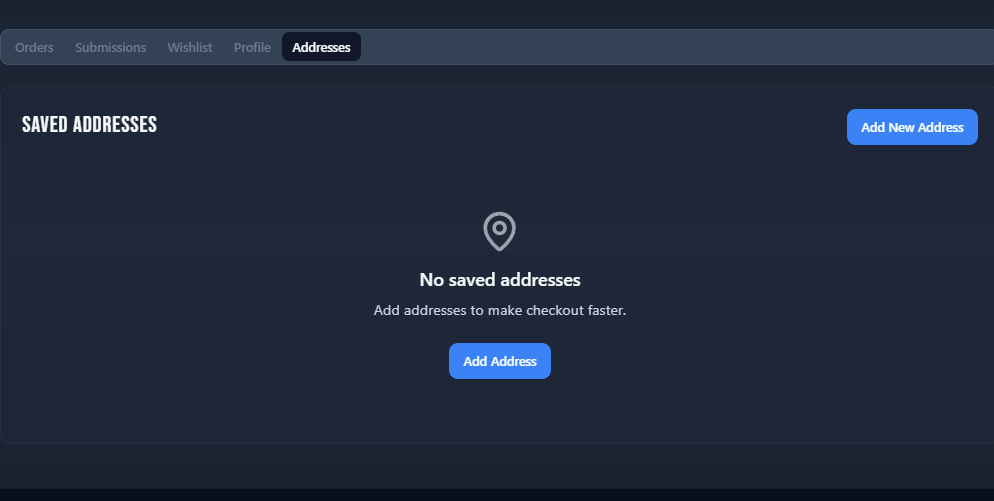 Orders Submissions Wishlist Profile Addresses
SAVED ADDRESSES
Add New Address
No saved addresses
Add addresses to make checkout faster.
Add Address